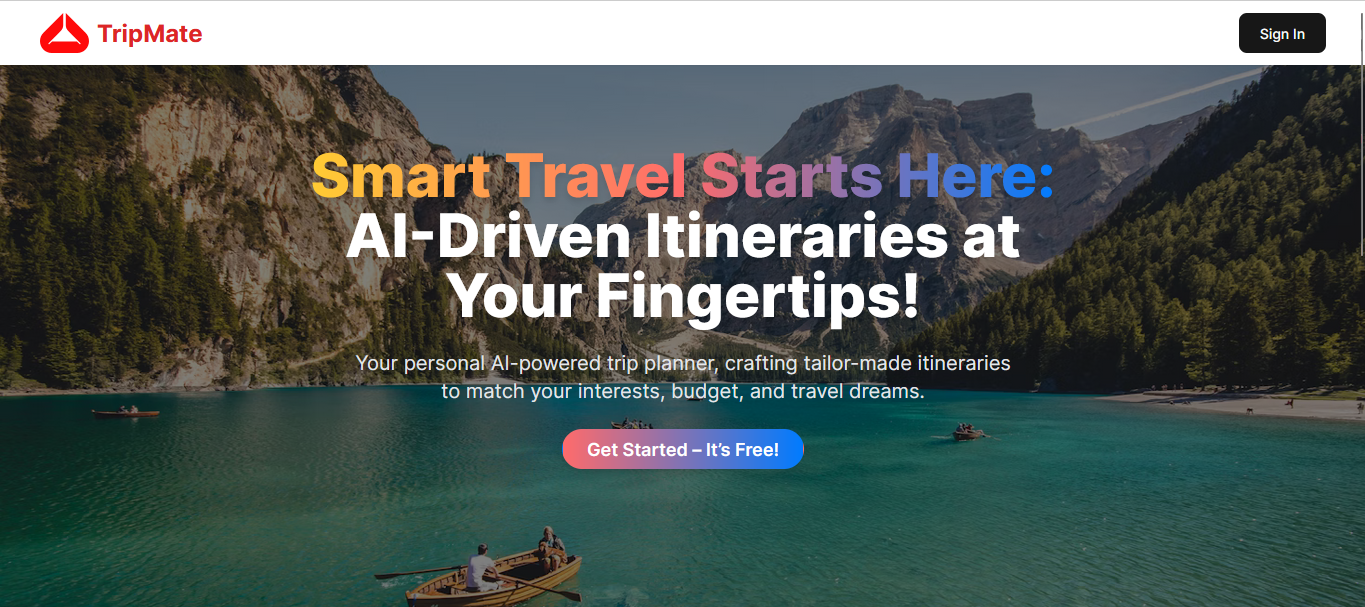 TripMate
Sign In
Smart Travel Starts Here:
AI-Driven Itineraries at
Your Fingertips!
Your personal AI-powered trip planner, crafting tailor-made itineraries
to match your interests, budget, and travel dreams.
Get Started – It’s Free!